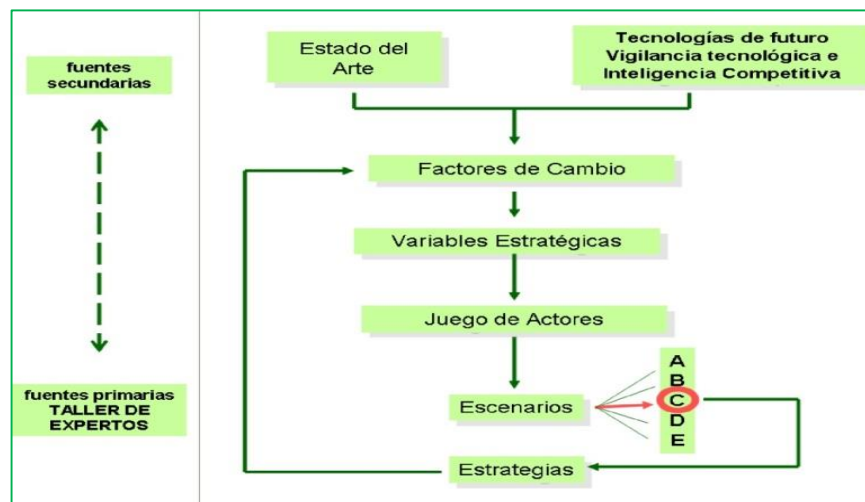 fuentes
secundarias
fuentes primarias
TALLER DE
EXPERTOS
Estado del
Arte
Tecnologías de futuro
Vigilancia tecnológica e
Inteligencia Competitiva
Factores de Cambio
Variables Estratégicas
Juego de Actores
Escenarios
A
B
C
D
E
Estrategias